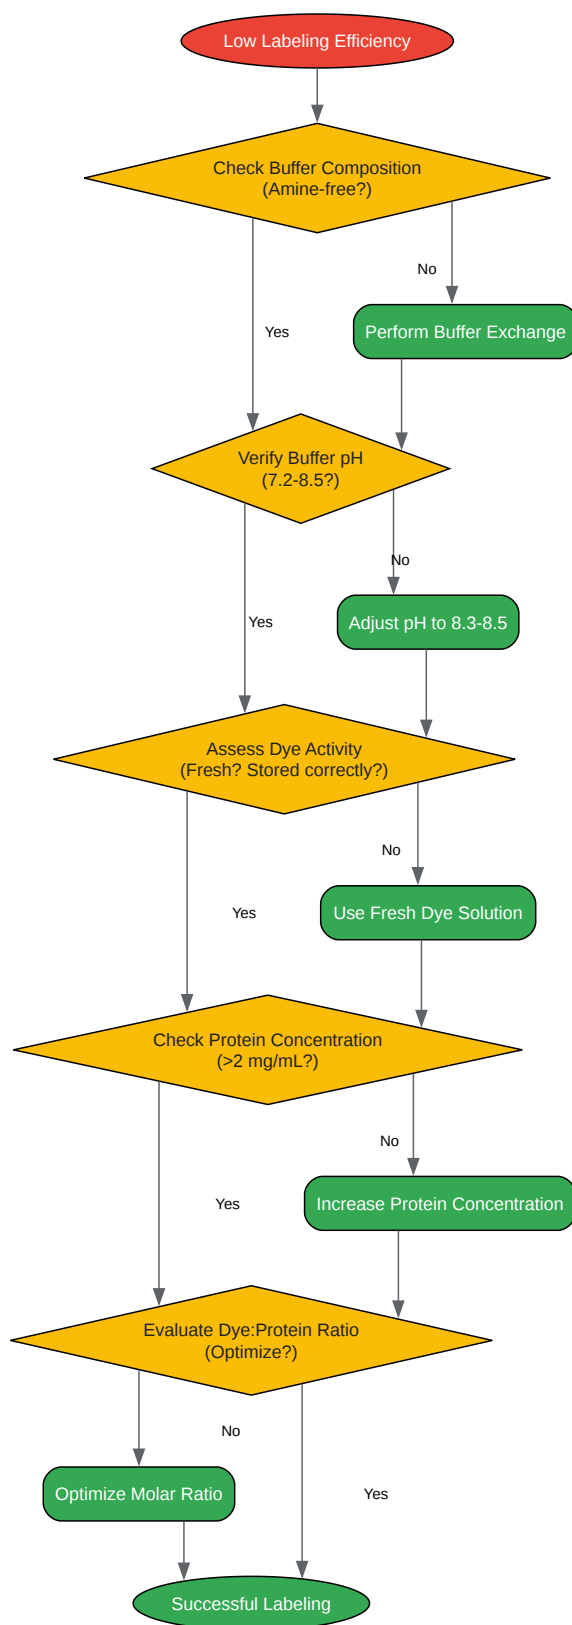 Low Labeling Efficiency
Check Buffer Composition
(Amine-free?)
No
Perform Buffer Exchange
Yes
Verify Buffer pH
(7.2-8.5?)
No
Adjust pH to 8.3-8.5
Yes
Assess Dye Activity
(Fresh? Stored correctly?)
No
Use Fresh Dye Solution
Yes
Check Protein Concentration
(>2 mg/mL?)
No
Increase Protein Concentration
Yes
Evaluate Dye:Protein Ratio
(Optimize?)
No
Optimize Molar Ratio
Yes
Successful Labeling